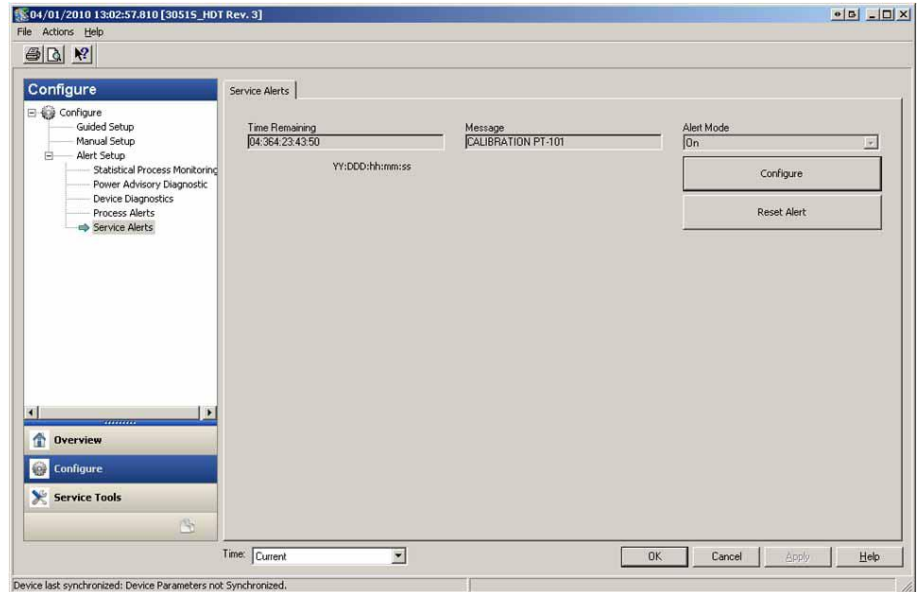 04/01/2010 13:02:57.810 [3051S_HDT Rev. 3]
File Actions Help
Configure
Configure
Guided Setup
Manual Setup
Alert Setup
Statistical Process Monitoring
Power Advisory Diagnostic
Device Diagnostics
Process Alerts
Service Alerts
Overview
Configure
Service Tools
Service Alerts
Time Remaining
04:364:23:43:50
YY:DDD:hh:mm:ss
Message
CALIBRATION PT-101
Alert Mode
On
Configure
Reset Alert
Time: Current
OK Cancel Apply Help
Device last synchronized: Device Parameters not Synchronized.